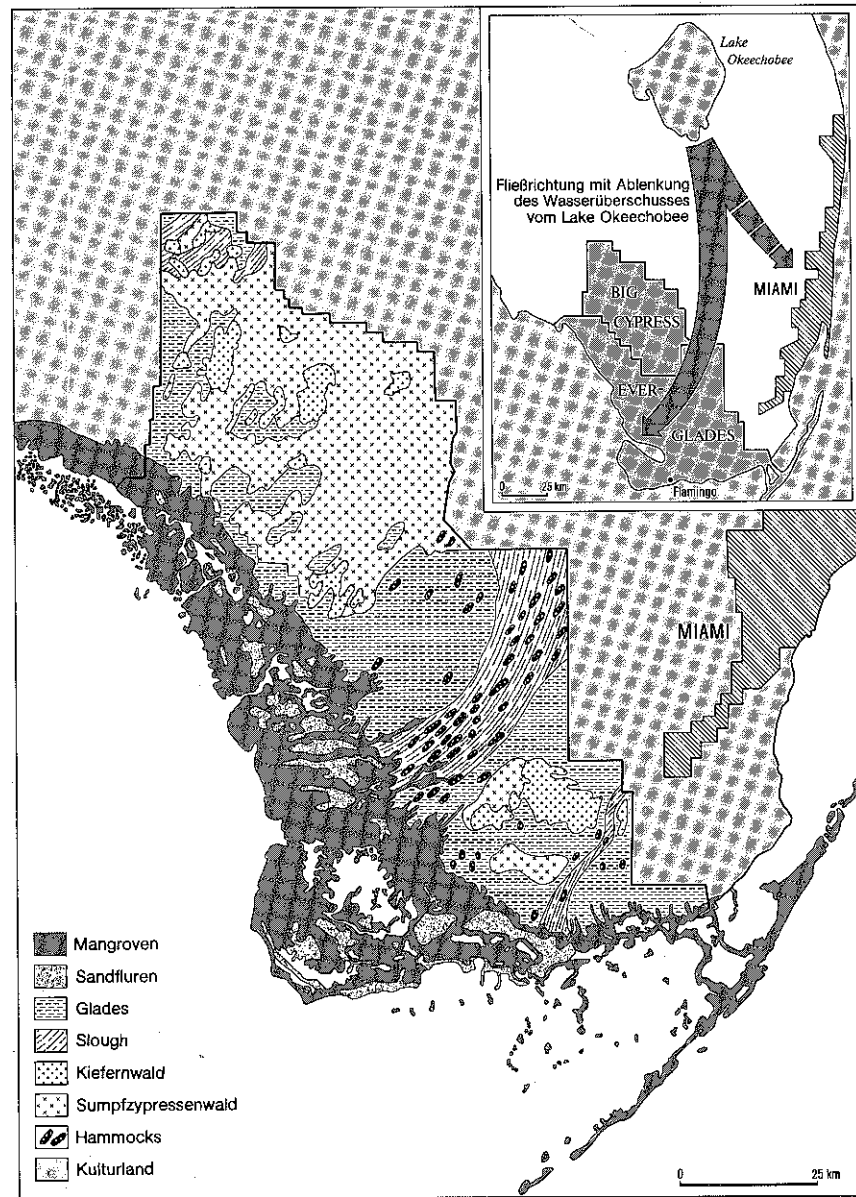 Lake
Okeechobee
Fließrichtung mit Ablenkung
des Wasserüberschusses
vom Lake Okeechobee
MIAMI
BIG
CYPRESS
EVER-
GLADES
Flamingo
0 25 km
MIAMI
Mangroven
Sandfluren
Glades
Slough
Kiefernwald
Sumpfzypressenwald
Hammocks
Kulturland
0 25 km